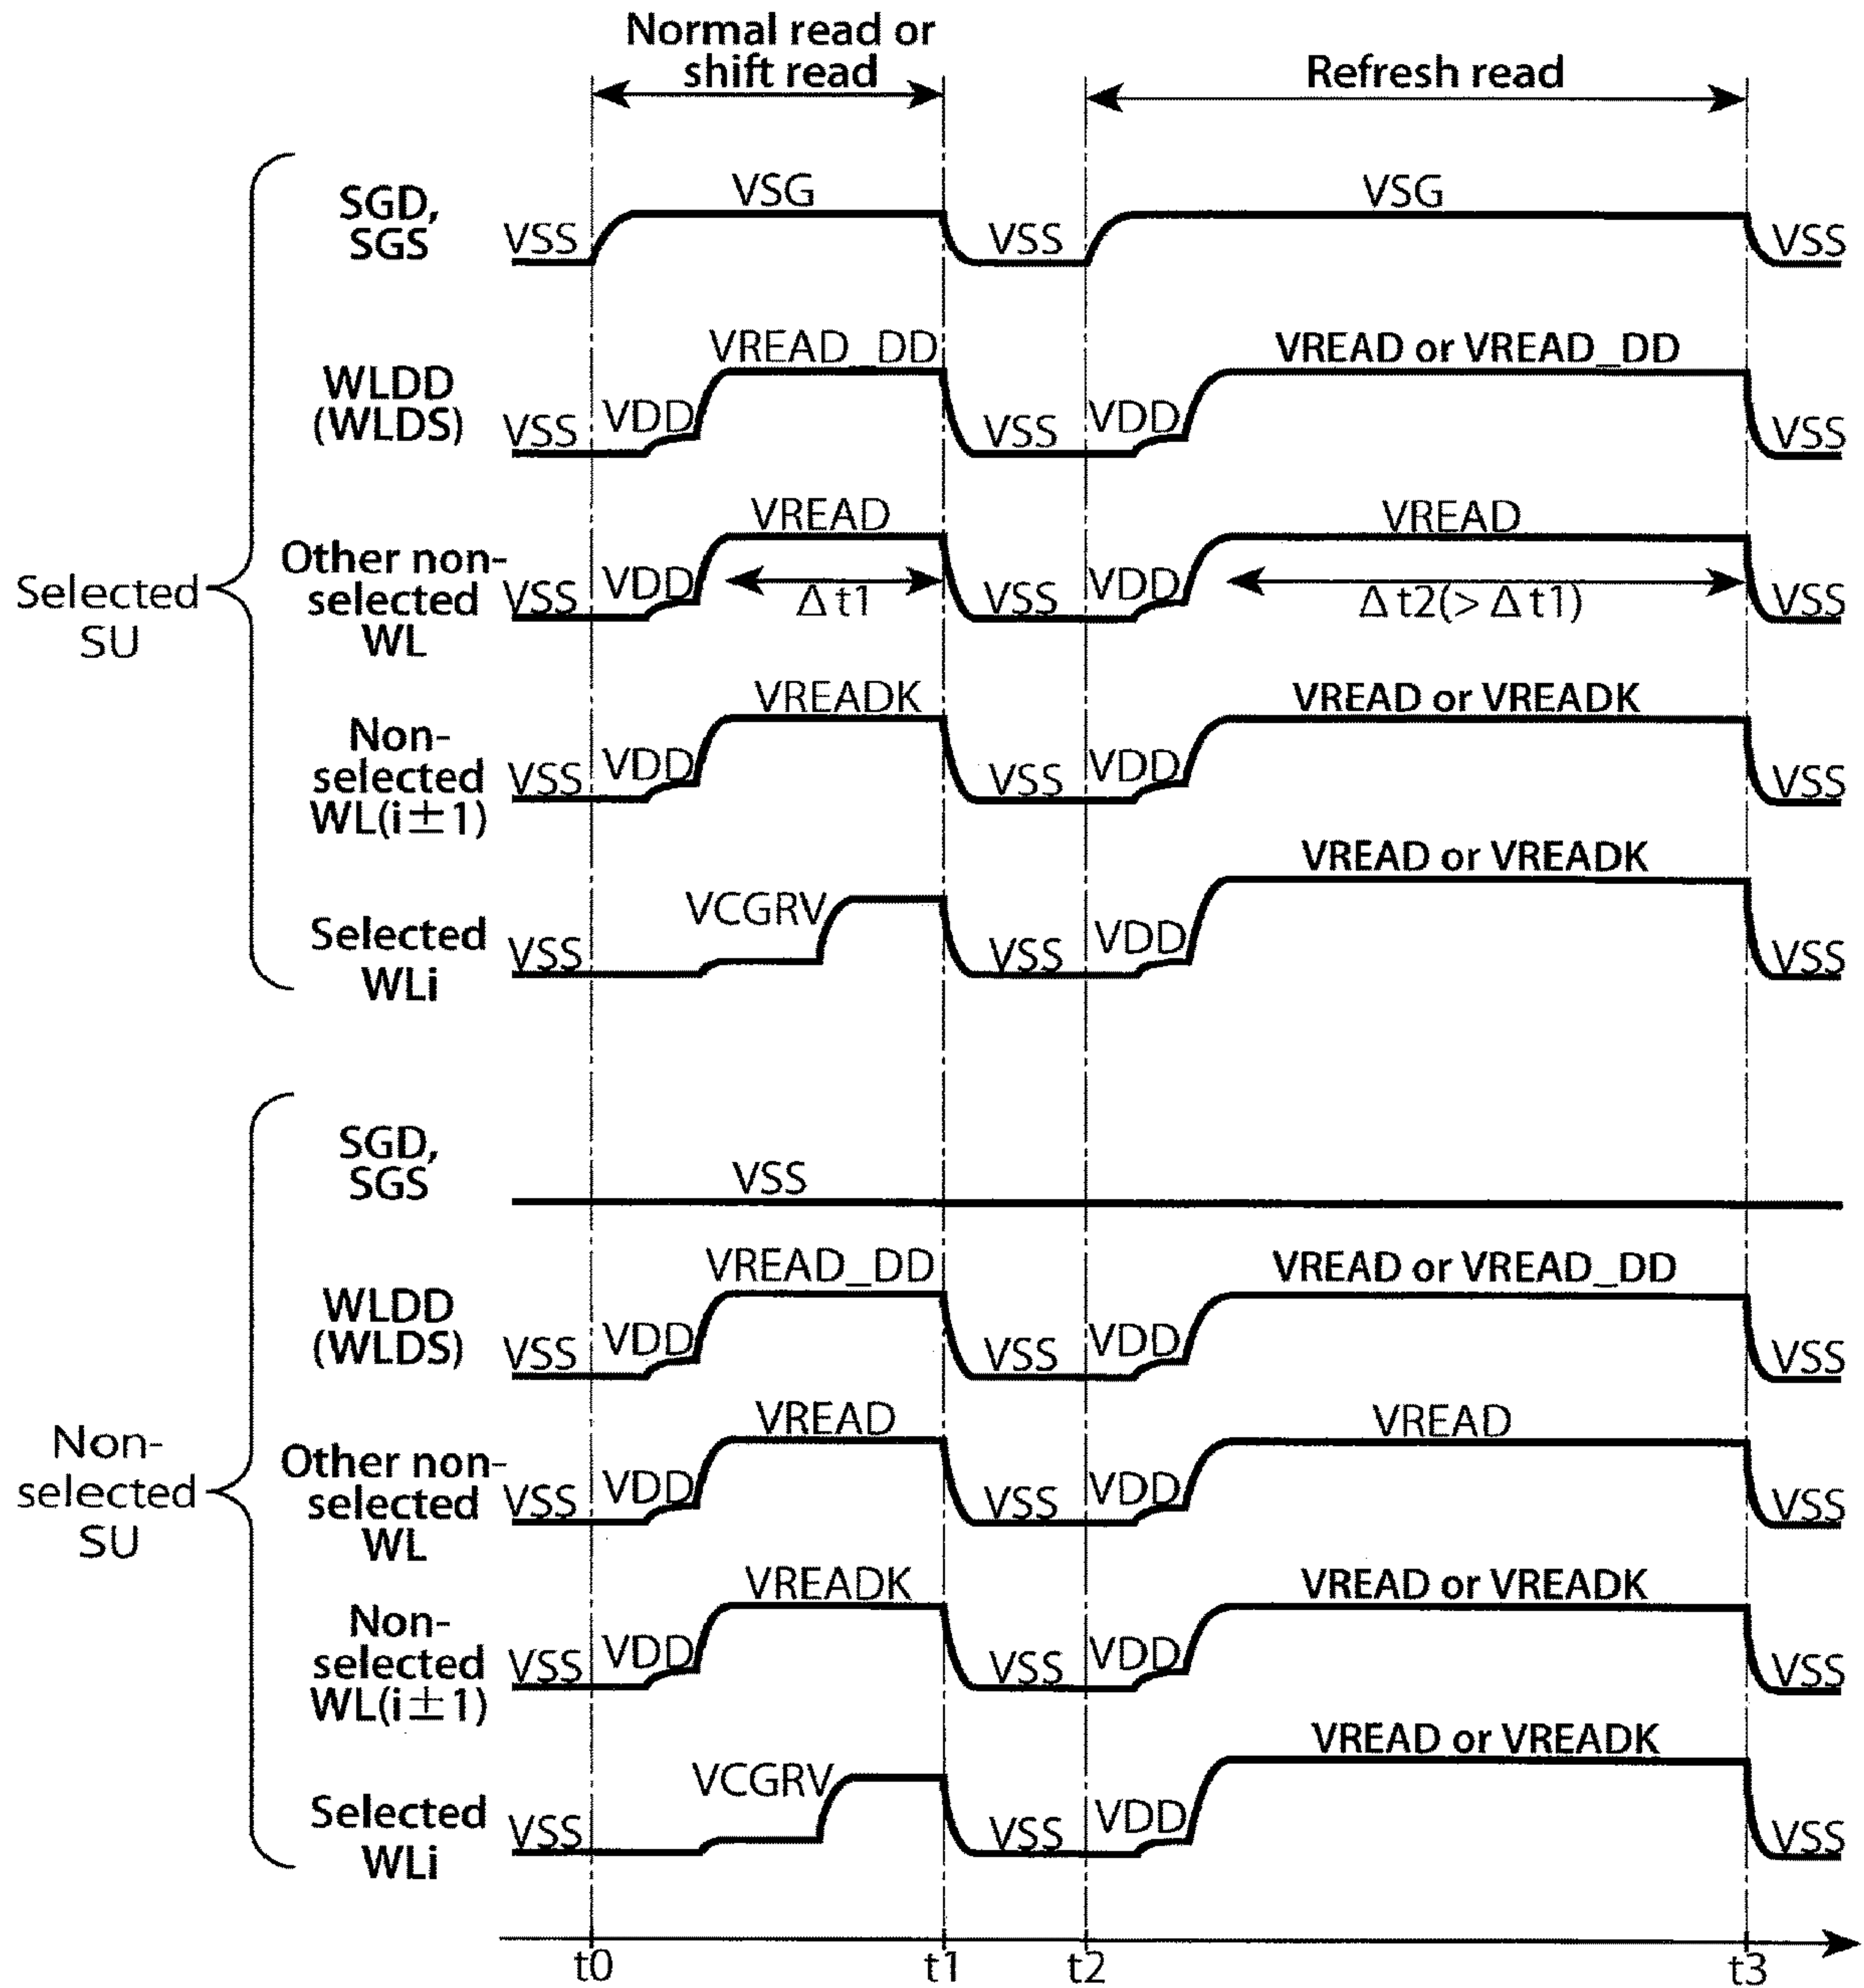 Normal read or
shift read
Refresh read
SGD,
SGS
VSS
VSG
VSS
VSG
VSS
WLDD
(WLDS)
VSS
VDD
VREAD_DD
VSS
VDD
VREAD or VREAD_DD
VSS
Selected
SU
Other non-
selected
WL
VSS
VDD
VREAD
Δt1
VSS
VDD
VREAD
Δt2(>Δt1)
VSS
Non-
selected
WL(i±1)
VSS
VDD
VREADK
VSS
VDD
VREAD or VREADK
VSS
Selected
WLi
VSS
VCGRV
VSS
VDD
VREAD or VREADK
VSS
Non-
selected
SU
SGD,
SGS
VSS
WLDD
(WLDS)
VSS
VDD
VREAD_DD
VSS
VDD
VREAD or VREAD_DD
VSS
Other non-
selected
WL
VSS
VDD
VREAD
VSS
VDD
VREAD
VSS
Non-
selected
WL(i±1)
VSS
VDD
VREADK
VSS
VDD
VREAD or VREADK
VSS
Selected
WLi
VSS
VCGRV
VSS
VDD
VREAD or VREADK
VSS
t0
t1
t2
t3